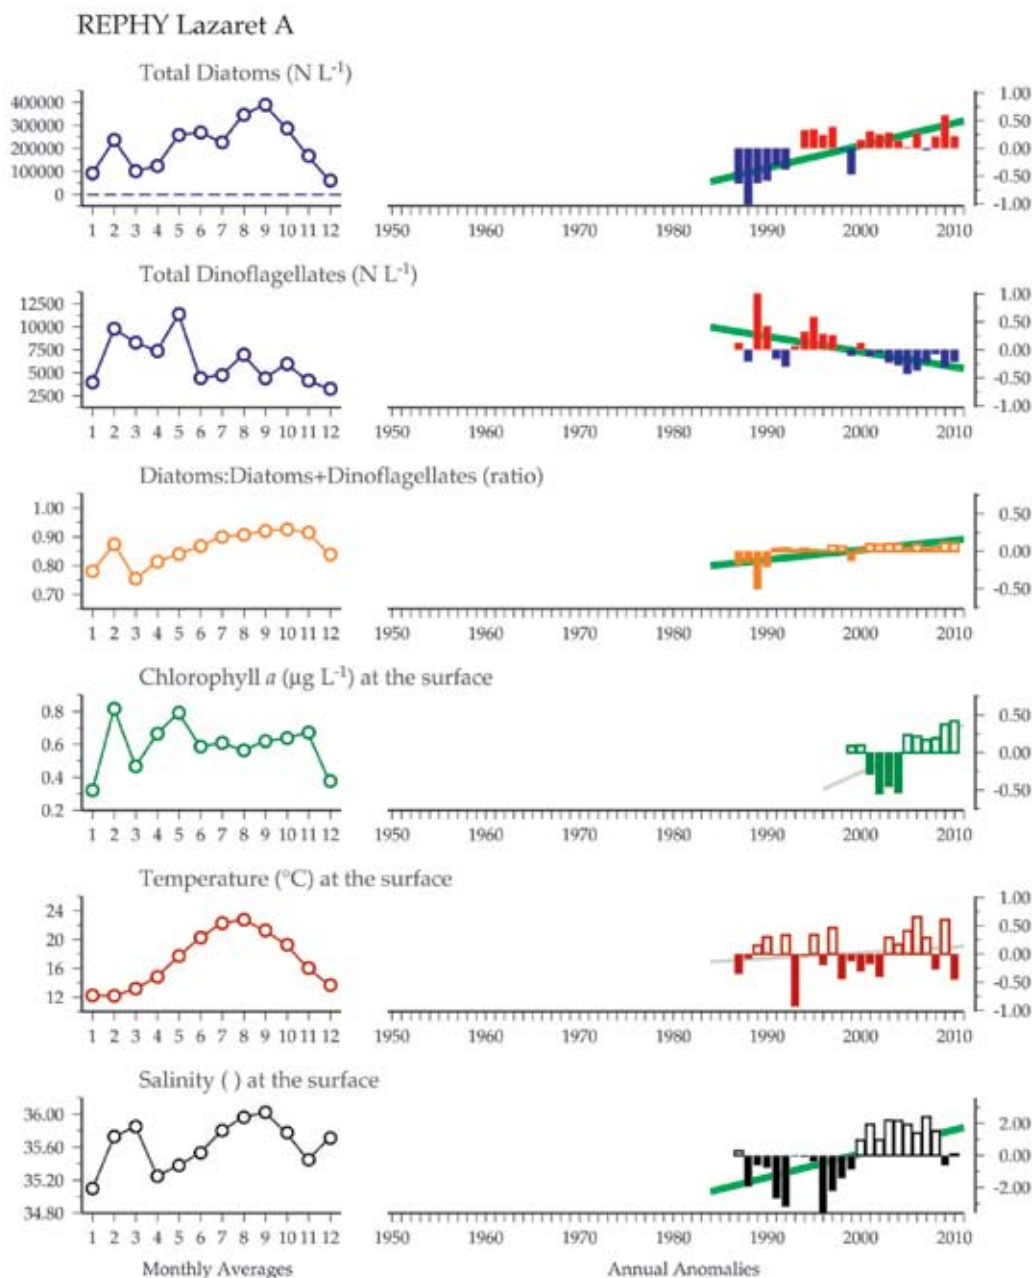 REPHY Lazaret A
Total Diatoms (N L-1)
400000
300000
200000
100000
0
1 2 3 4 5 6 7 8 9 10 11 12
1950 1960 1970 1980 1990 2000 2010
1.00
0.50
0.00
-0.50
-1.00
Total Dinoflagellates (N L-1)
12500
10000
7500
5000
2500
1 2 3 4 5 6 7 8 9 10 11 12
1950 1960 1970 1980 1990 2000 2010
1.00
0.50
0.00
-0.50
-1.00
Diatoms:Diatoms+Dinoflagellates (ratio)
1.00
0.90
0.80
0.70
1 2 3 4 5 6 7 8 9 10 11 12
1950 1960 1970 1980 1990 2000 2010
0.50
0.00
-0.50
Chlorophyll a (µg L-1) at the surface
0.8
0.6
0.4
0.2
1 2 3 4 5 6 7 8 9 10 11 12
1950 1960 1970 1980 1990 2000 2010
0.50
0.00
-0.50
Temperature (°C) at the surface
24
20
16
12
1 2 3 4 5 6 7 8 9 10 11 12
1950 1960 1970 1980 1990 2000 2010
1.00
0.50
0.00
-0.50
-1.00
Salinity ( ) at the surface
36.00
35.60
35.20
34.80
1 2 3 4 5 6 7 8 9 10 11 12
1950 1960 1970 1980 1990 2000 2010
2.00
0.00
-2.00
Monthly Averages
Annual Anomalies